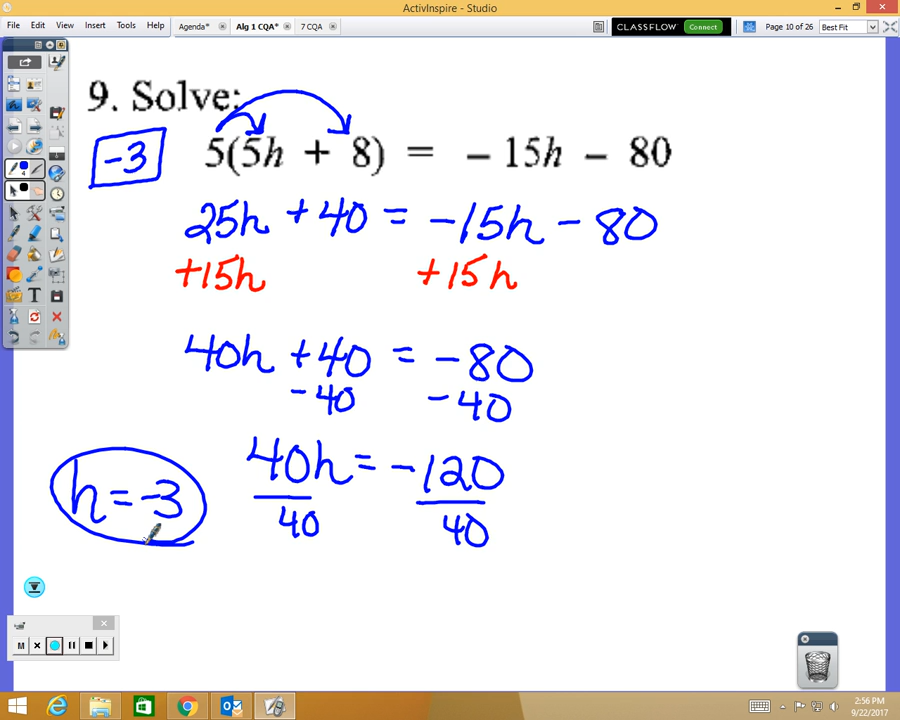 ActivInspire - Studio
File Edit View Insert Tools Help
Agenda* Alg 1 CQA* 7 CQA
CLASSFLOW Connect Page 10 of 26 Best Fit
9. Solve:
-3
5(5h + 8) = - 15h - 80
25h + 40 = -15h - 80
+15h +15h
40h + 40 = -80
-40 -40
40h = -120
40 40
h = -3
4
T
M
2:56 PM
9/22/2017